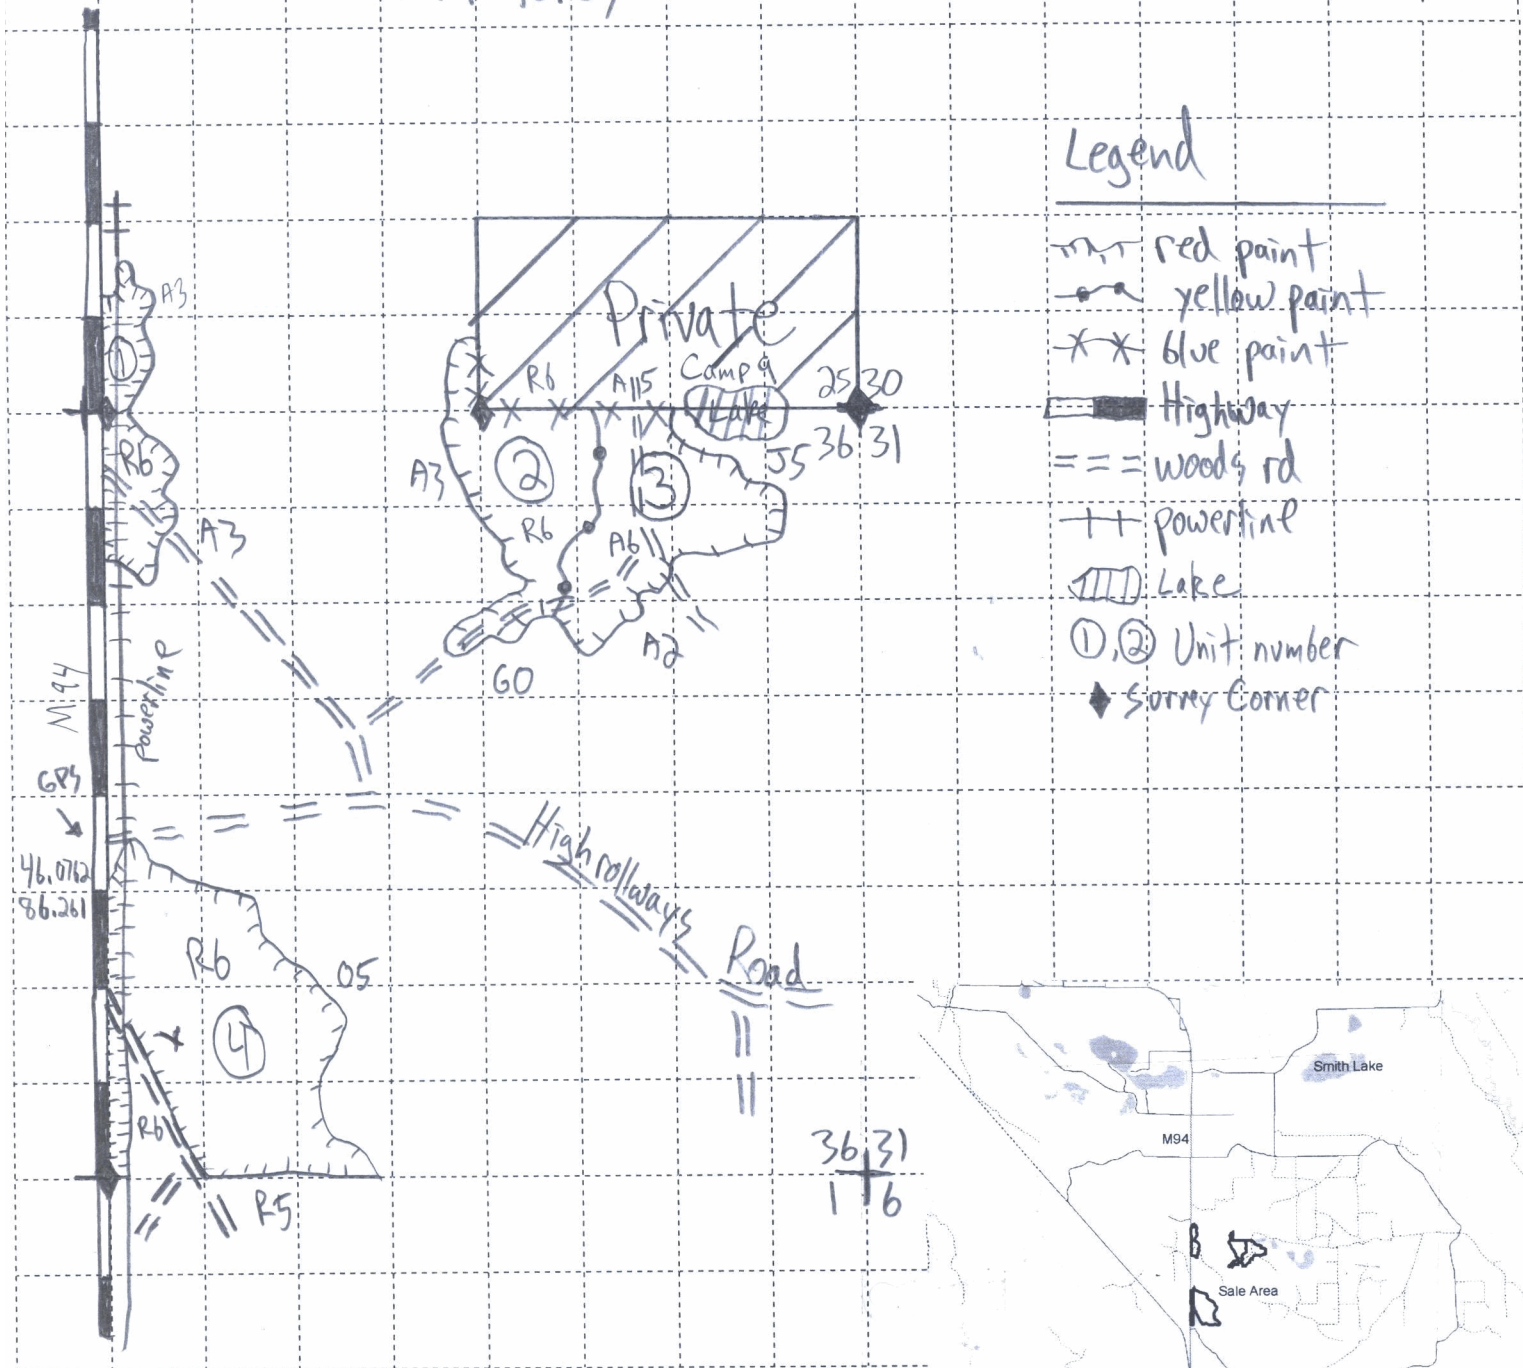 Legend
red paint
yellow paint
blue paint
Highway
woods rd
powerline
Lake
①,② Unit number
Survey Corner
A3
①
Private
Camp 9
Lake
R6
A115
25 30
36 31
J5
R6
A3
②
③
R6
A6
A3
A2
GO
M-94
powerline
GPS
46.0762
86.261
High rollways
Road
R6
05
④
R6
R5
36 31
1 6
Smith Lake
M94
Sale Area